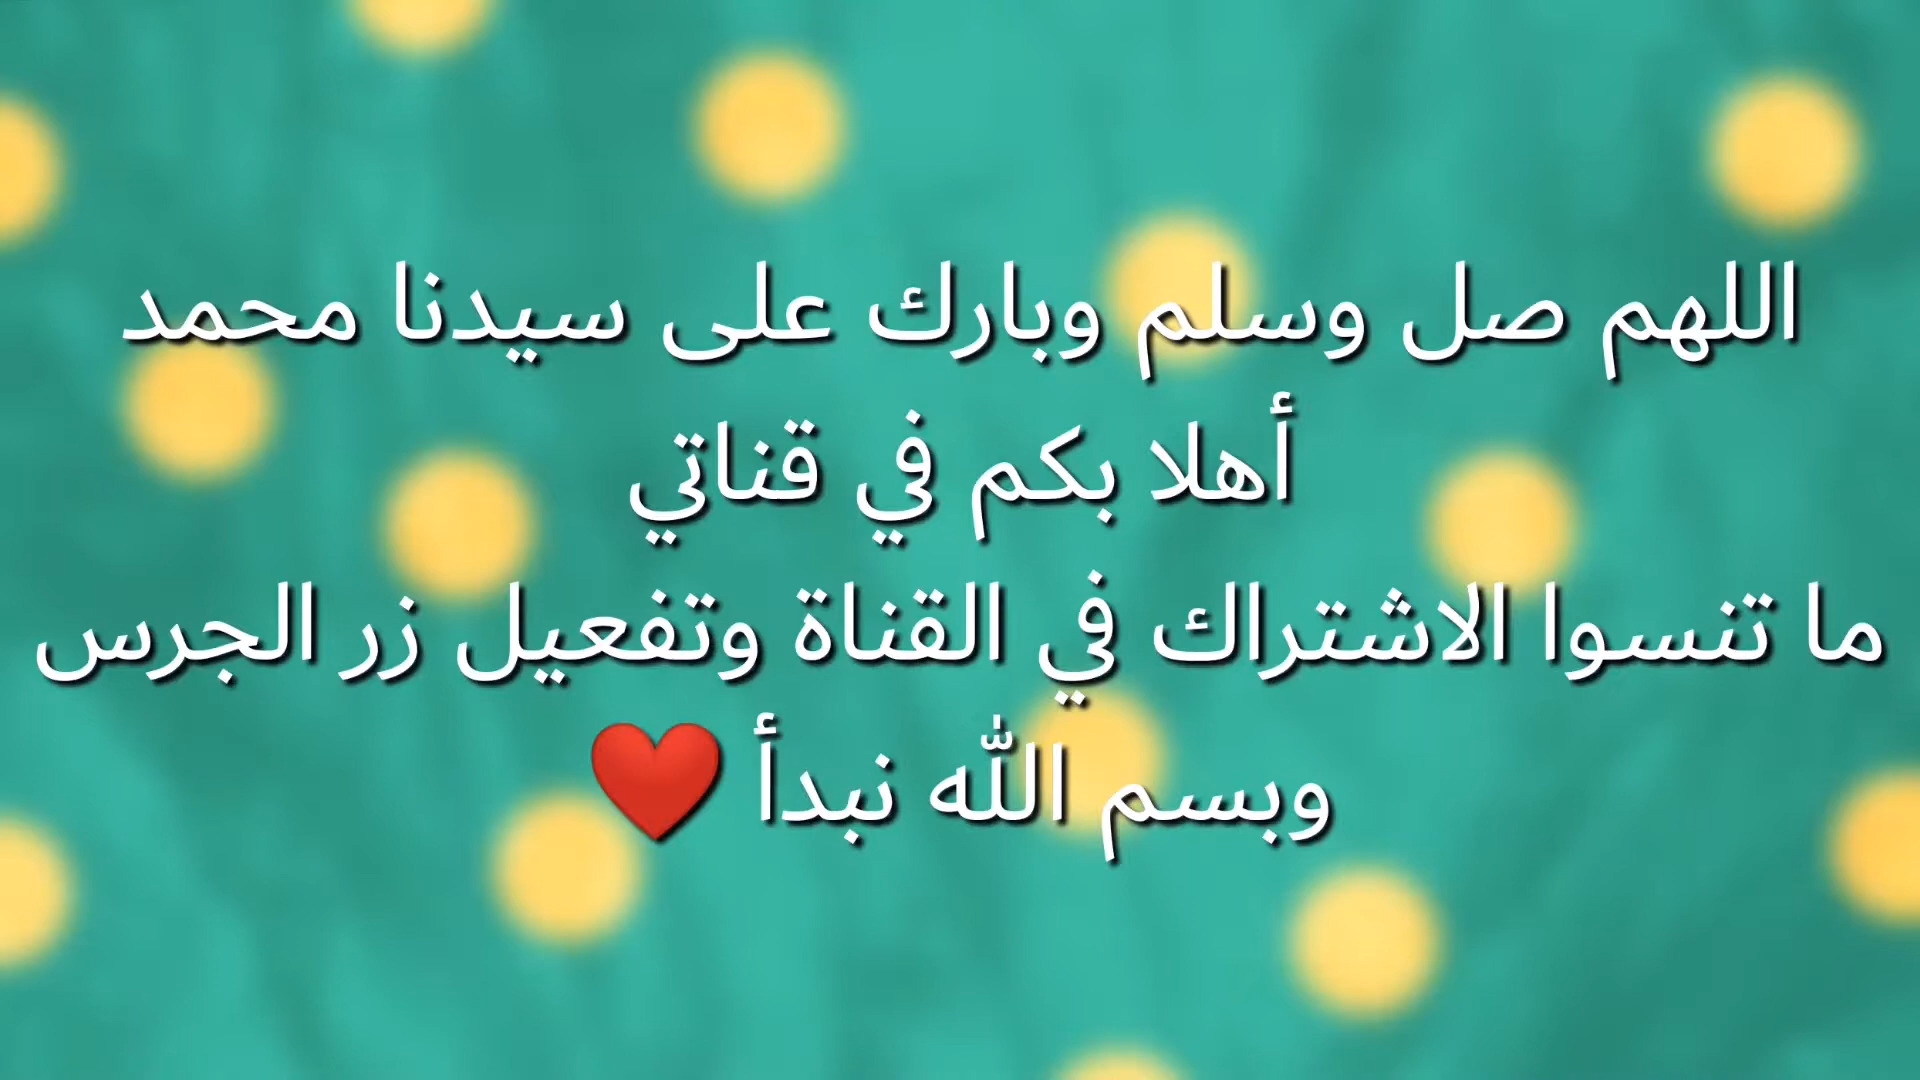 اللهم صل وسلم وبارك على سيدنا محمد
أهلا بكم في قناتي
ما تنسوا الاشتراك في القناة وتفعيل زر الجرس
وبسم الله نبدأ ❤️